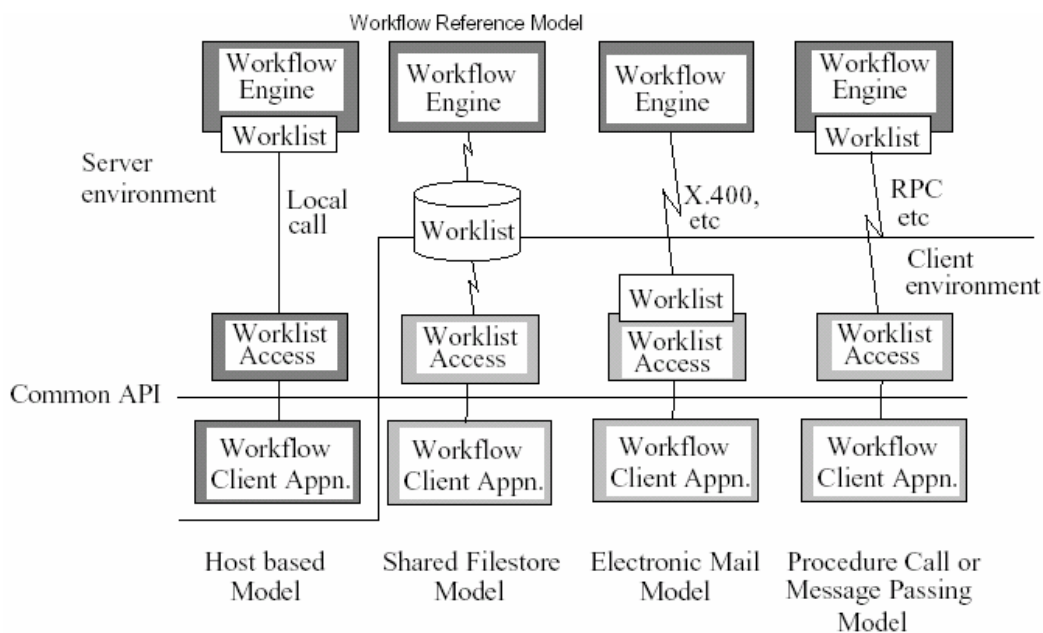 Workflow Reference Model
Workflow
Engine
Worklist
Workflow
Engine
Workflow
Engine
Workflow
Engine
Worklist
Server
environment
Local
call
Worklist
X.400,
etc
RPC
etc
Client
environment
Worklist
Worklist
Access
Worklist
Access
Worklist
Access
Worklist
Access
Common API
Workflow
Client Appn.
Workflow
Client Appn.
Workflow
Client Appn.
Workflow
Client Appn.
Host based
Model
Shared Filestore
Model
Electronic Mail
Model
Procedure Call or
Message Passing
Model